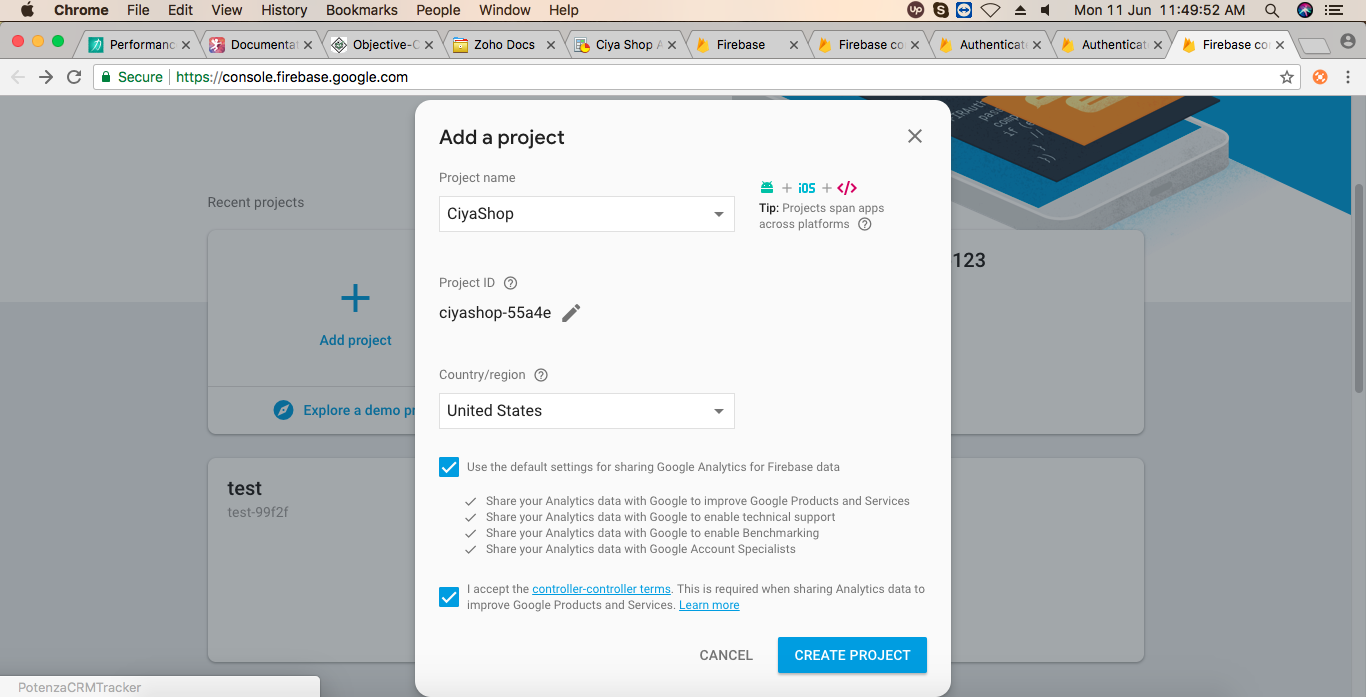 Chrome File Edit View History Bookmarks People Window Help
Mon 11 Jun 11:49:52 AM
Performanc
Documentat
Objective-C
Zoho Docs
Ciya Shop A
Firebase
Firebase co
Authenticat
Authenticat
Firebase co
Secure https://console.firebase.google.com
Recent projects
Add project
Explore a demo pr
test
test-99f2f
123
Add a project
Project name
CiyaShop
+ iOS + </>
Tip: Projects span apps
across platforms
Project ID
ciyashop-55a4e
Country/region
United States
Use the default settings for sharing Google Analytics for Firebase data
Share your Analytics data with Google to improve Google Products and Services
Share your Analytics data with Google to enable technical support
Share your Analytics data with Google to enable Benchmarking
Share your Analytics data with Google Account Specialists
I accept the controller-controller terms. This is required when sharing Analytics data to
improve Google Products and Services. Learn more
CANCEL
CREATE PROJECT
PotenzaCRMTracker